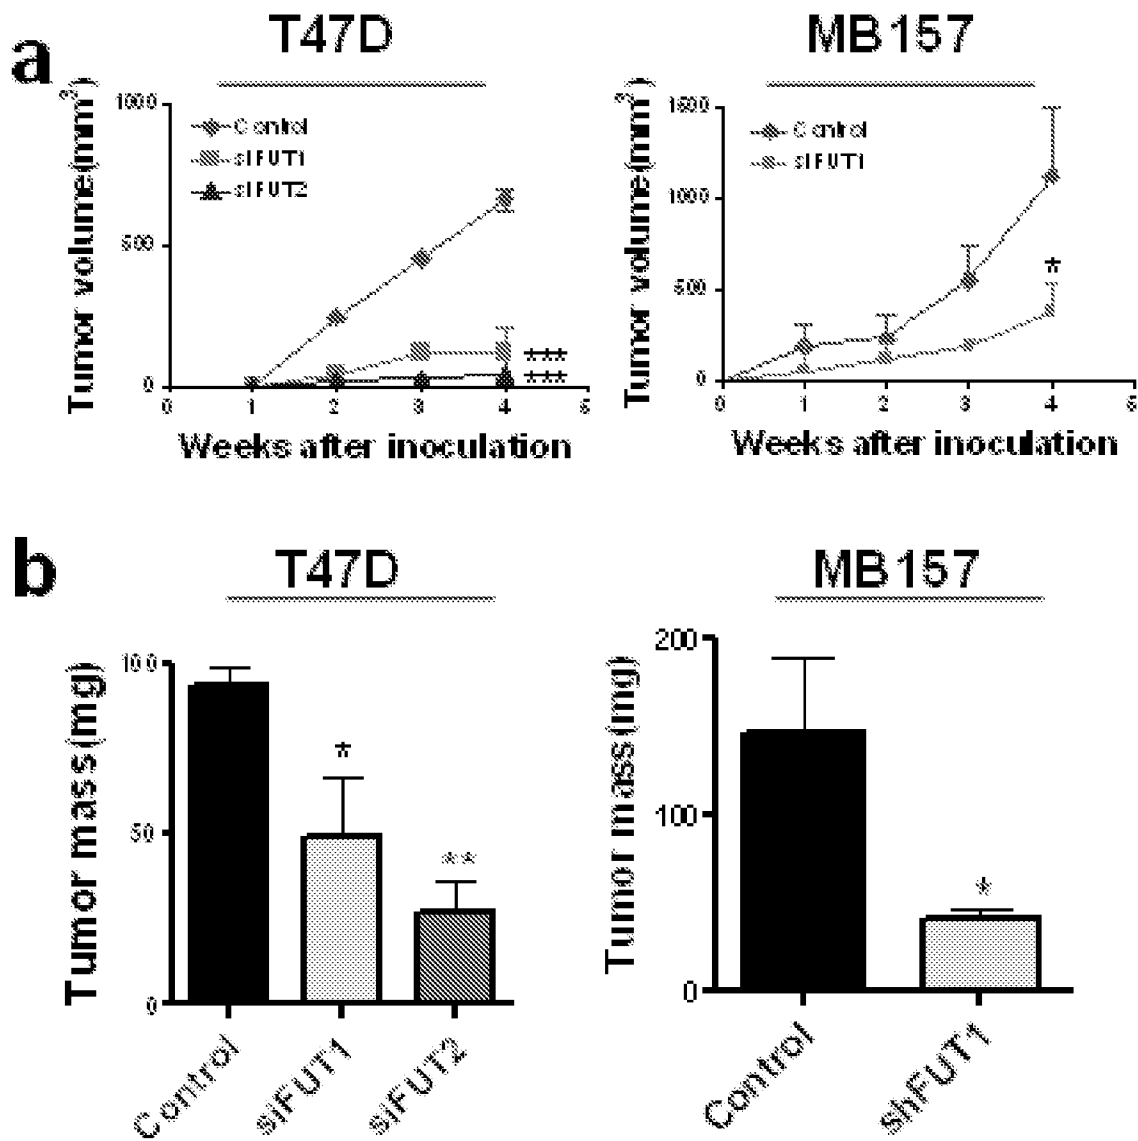 a
T47D
MB157
Tumor volume(mm³)
1000
500
0
Control
siFUT1
siFUT2
***
***
0 1 2 3 4 5
Weeks after inoculation
Tumor volume(mm³)
1500
1000
500
0
Control
siFUT1
*
0 1 2 3 4 5
Weeks after inoculation
b
T47D
MB157
Tumor mass(mg)
100
50
0
*
**
Control
siFUT1
siFUT2
Tumor mass(mg)
200
100
0
*
Control
shFUT1